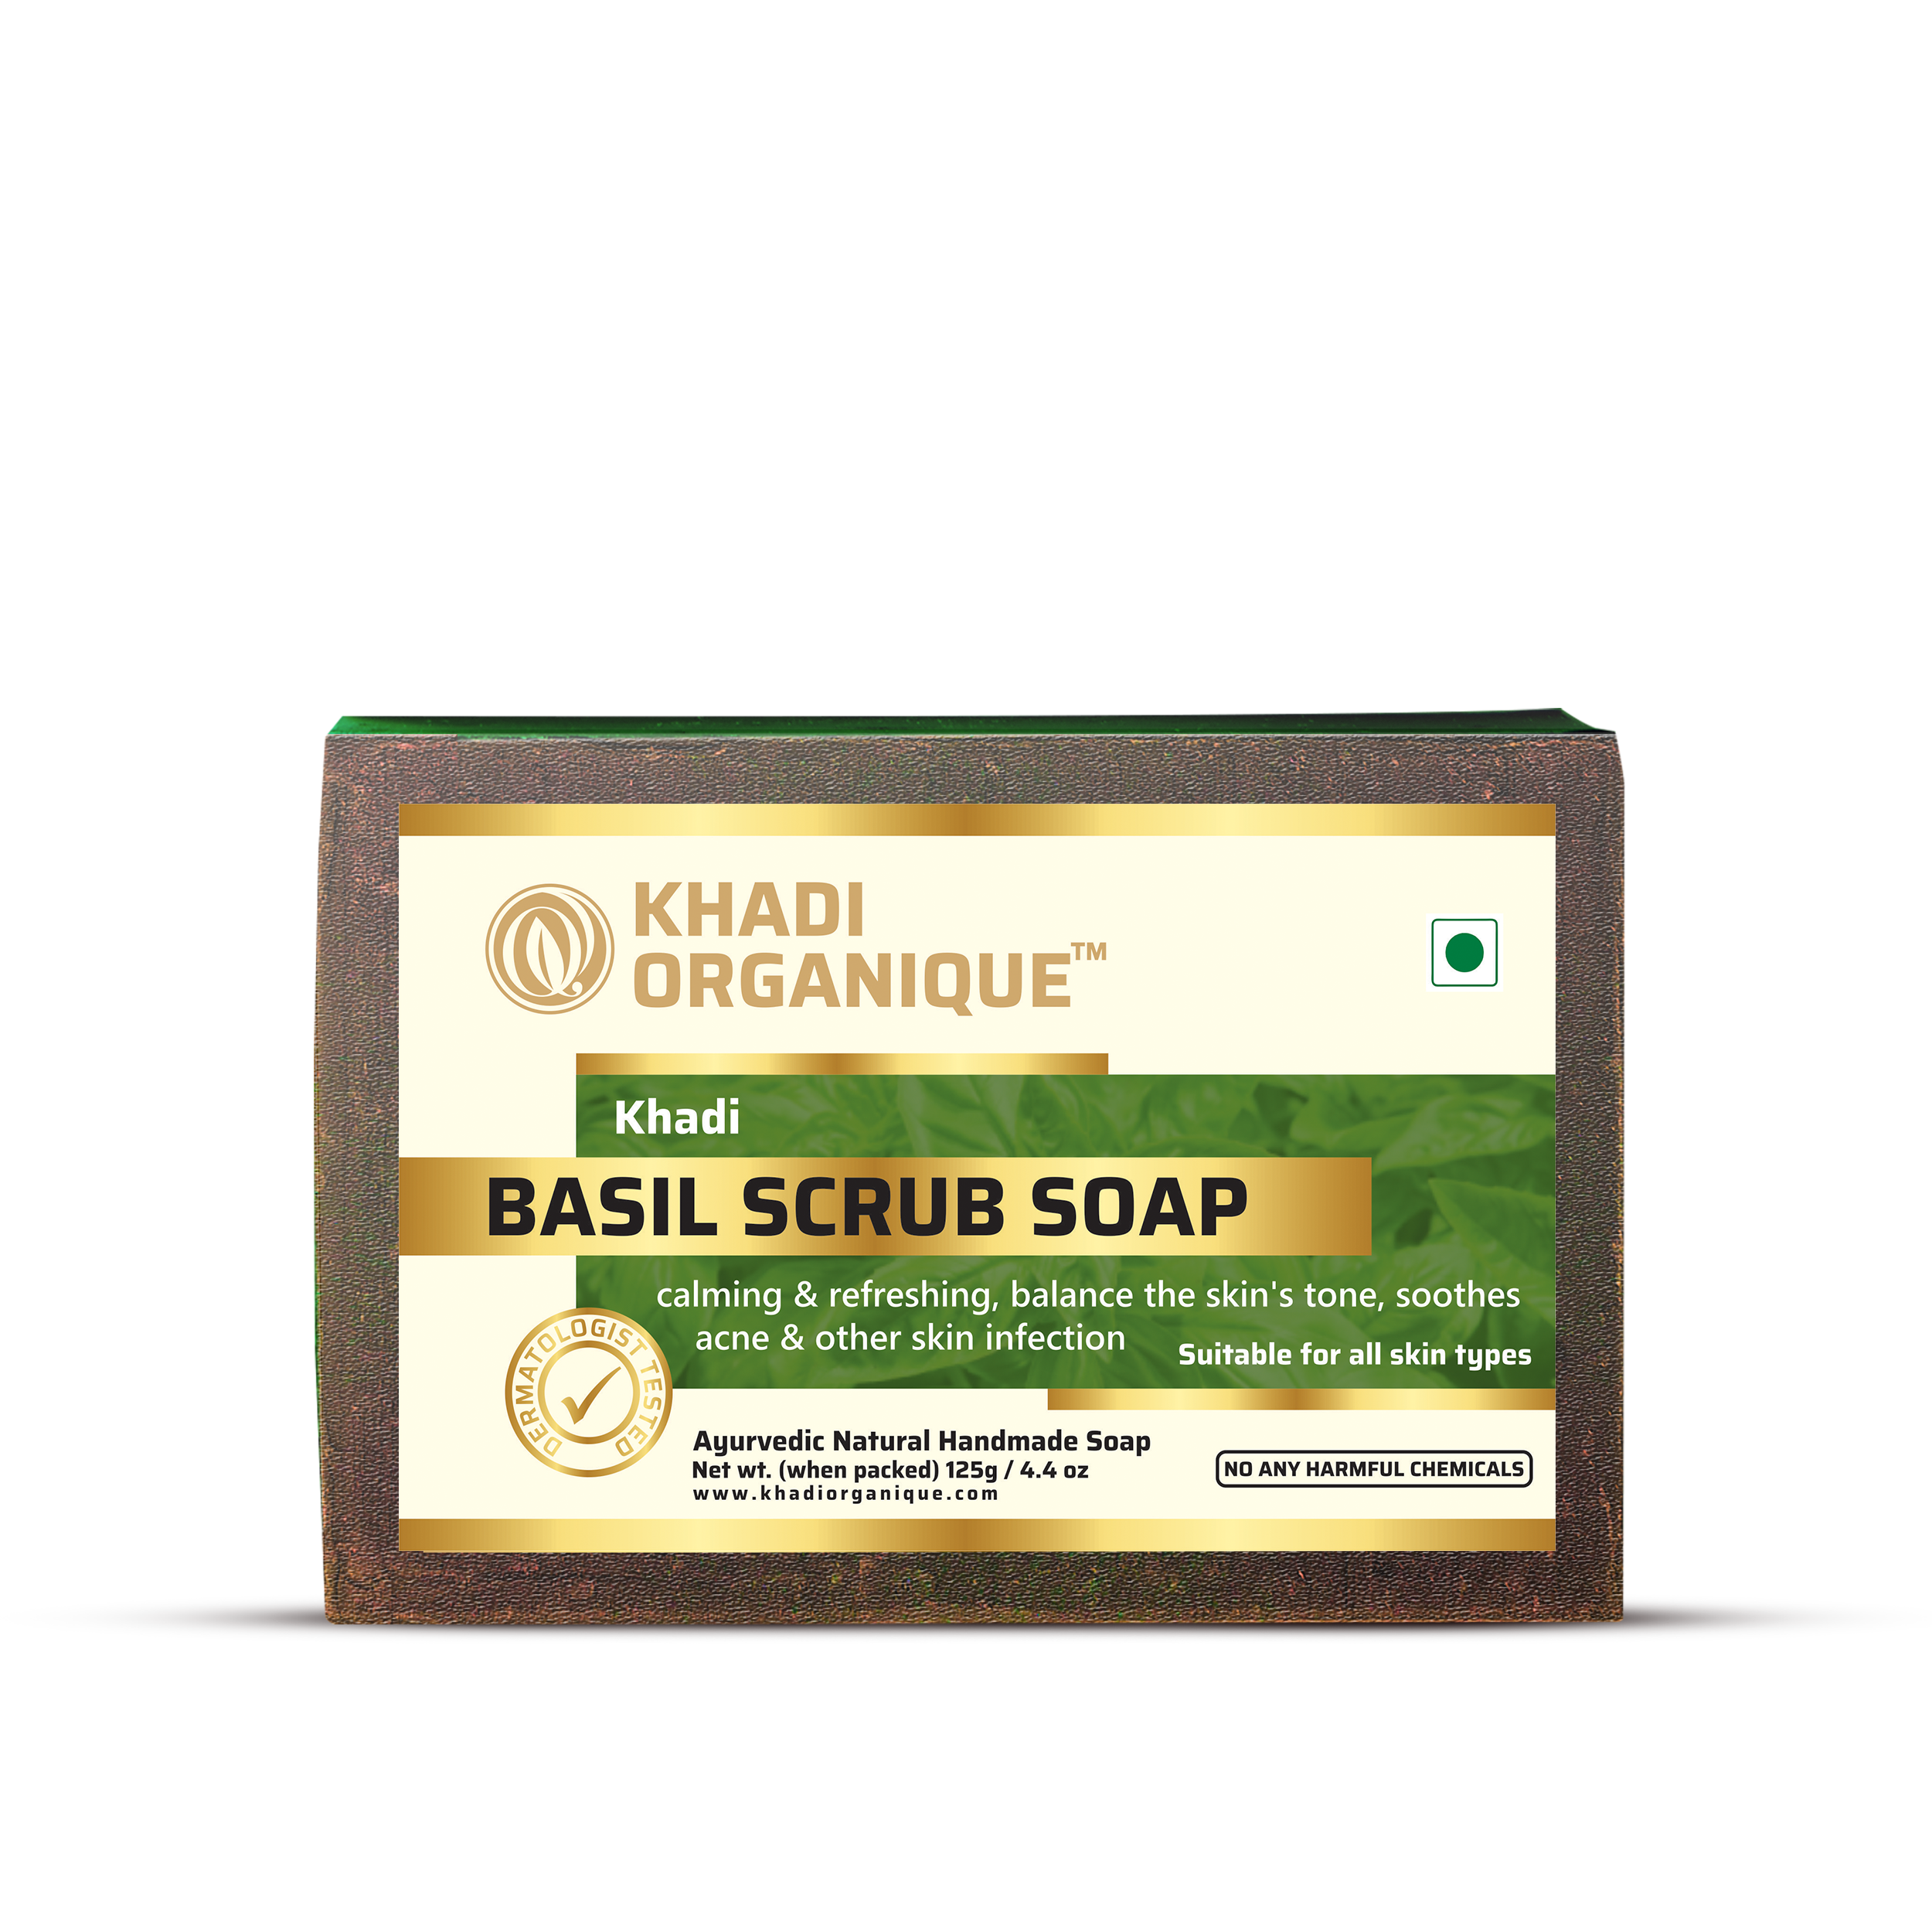 KHADI
ORGANIQUE™
Khadi
BASIL SCRUB SOAP
calming & refreshing, balance the skin's tone, soothes
acne & other skin infection
Suitable for all skin types
DERMATOLOGIST TESTED
Ayurvedic Natural Handmade Soap
Net wt. (when packed) 125g / 4.4 oz
www.khadiorganique.com
NO ANY HARMFUL CHEMICALS